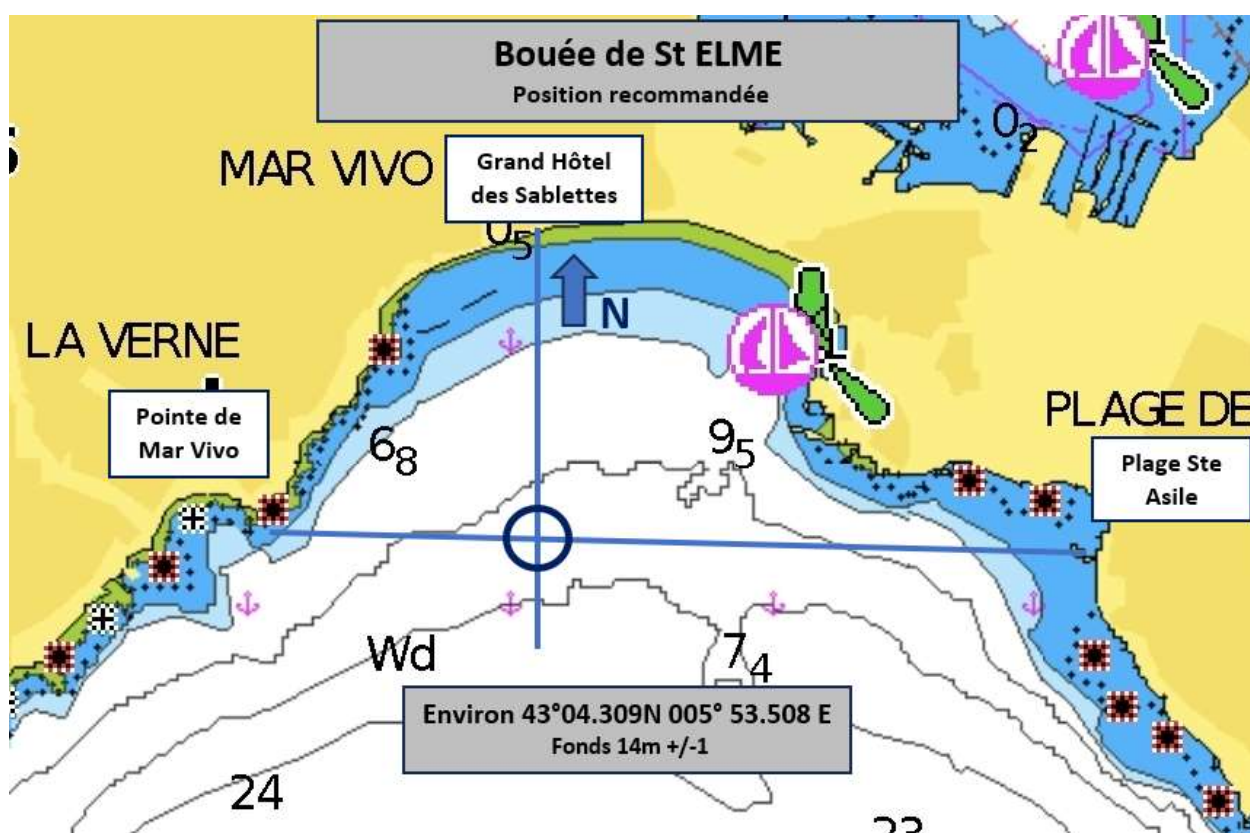 Bouée de St ELME
Position recommandée
0₂
MAR VIVO
Grand Hôtel
des Sablettes
0₅
N
LA VERNE
Pointe de
Mar Vivo
6₈
9₅
PLAGE DE
Plage Ste
Asile
Wd
7₄
Environ 43°04.309N 005° 53.508 E
Fonds 14m +/-1
24
23